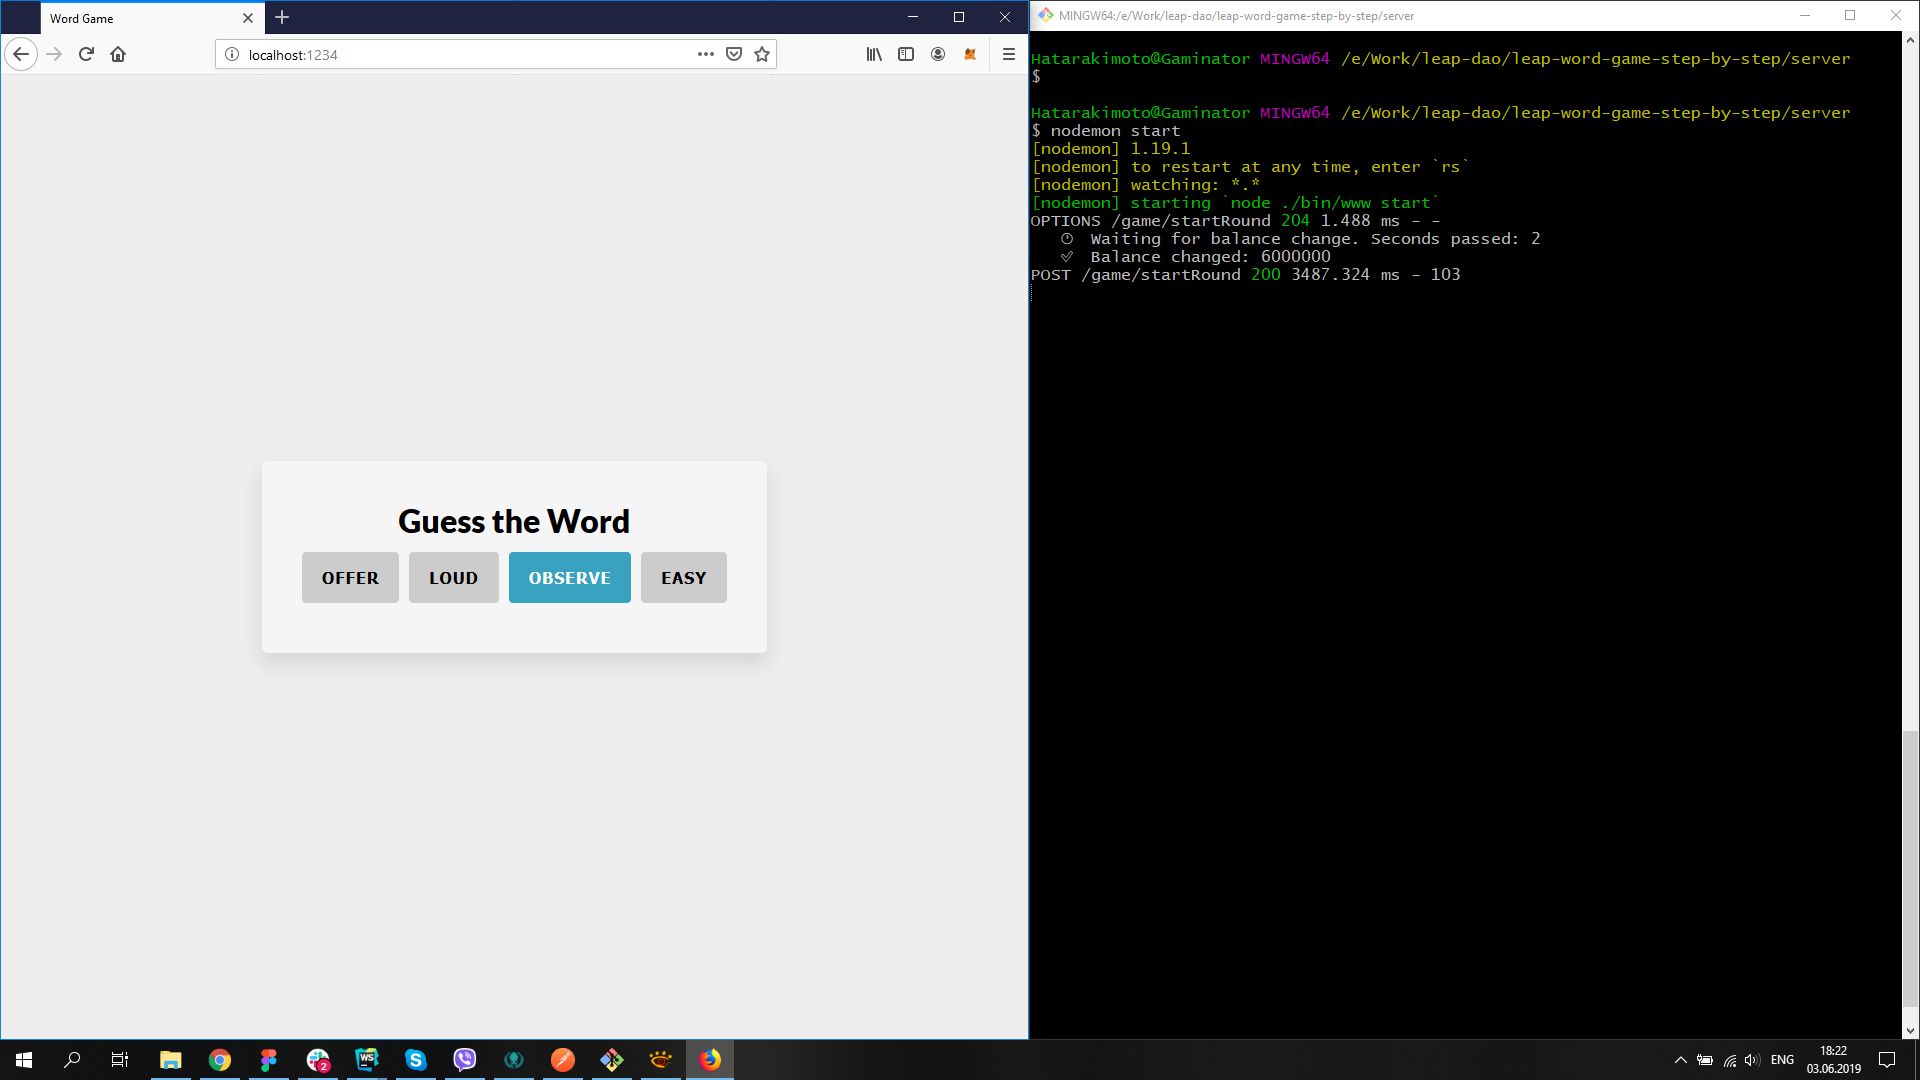 Word Game
localhost:1234
Guess the Word
OFFER LOUD OBSERVE EASY
MINGW64:/e/Work/leap-dao/leap-word-game-step-by-step/server
Hatarakimoto@Gaminator MINGW64 /e/Work/leap-dao/leap-word-game-step-by-step/server
$
Hatarakimoto@Gaminator MINGW64 /e/Work/leap-dao/leap-word-game-step-by-step/server
$ nodemon start
[nodemon] 1.19.1
[nodemon] to restart at any time, enter `rs`
[nodemon] watching: *.*
[nodemon] starting `node ./bin/www start`
OPTIONS /game/startRound 204 1.488 ms - -
Waiting for balance change. Seconds passed: 2
Balance changed: 6000000
POST /game/startRound 200 3487.324 ms - 103
2
WS
ENG
18:22
03.06.2019